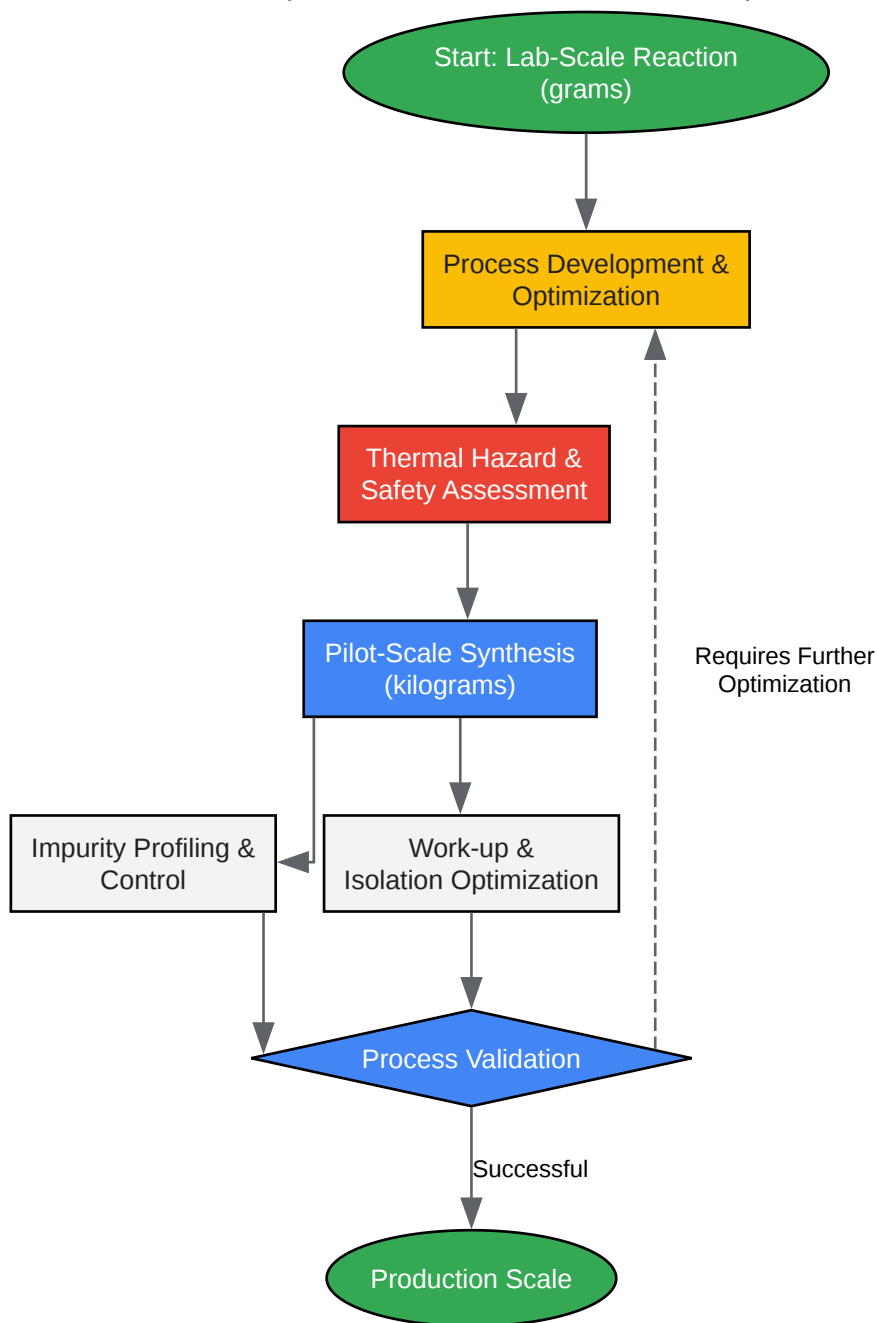 Start: Lab-Scale Reaction
(grams)
Process Development &
Optimization
Thermal Hazard &
Safety Assessment
Pilot-Scale Synthesis
(kilograms)
Requires Further
Optimization
Impurity Profiling &
Control
Work-up &
Isolation Optimization
Process Validation
Successful
Production Scale